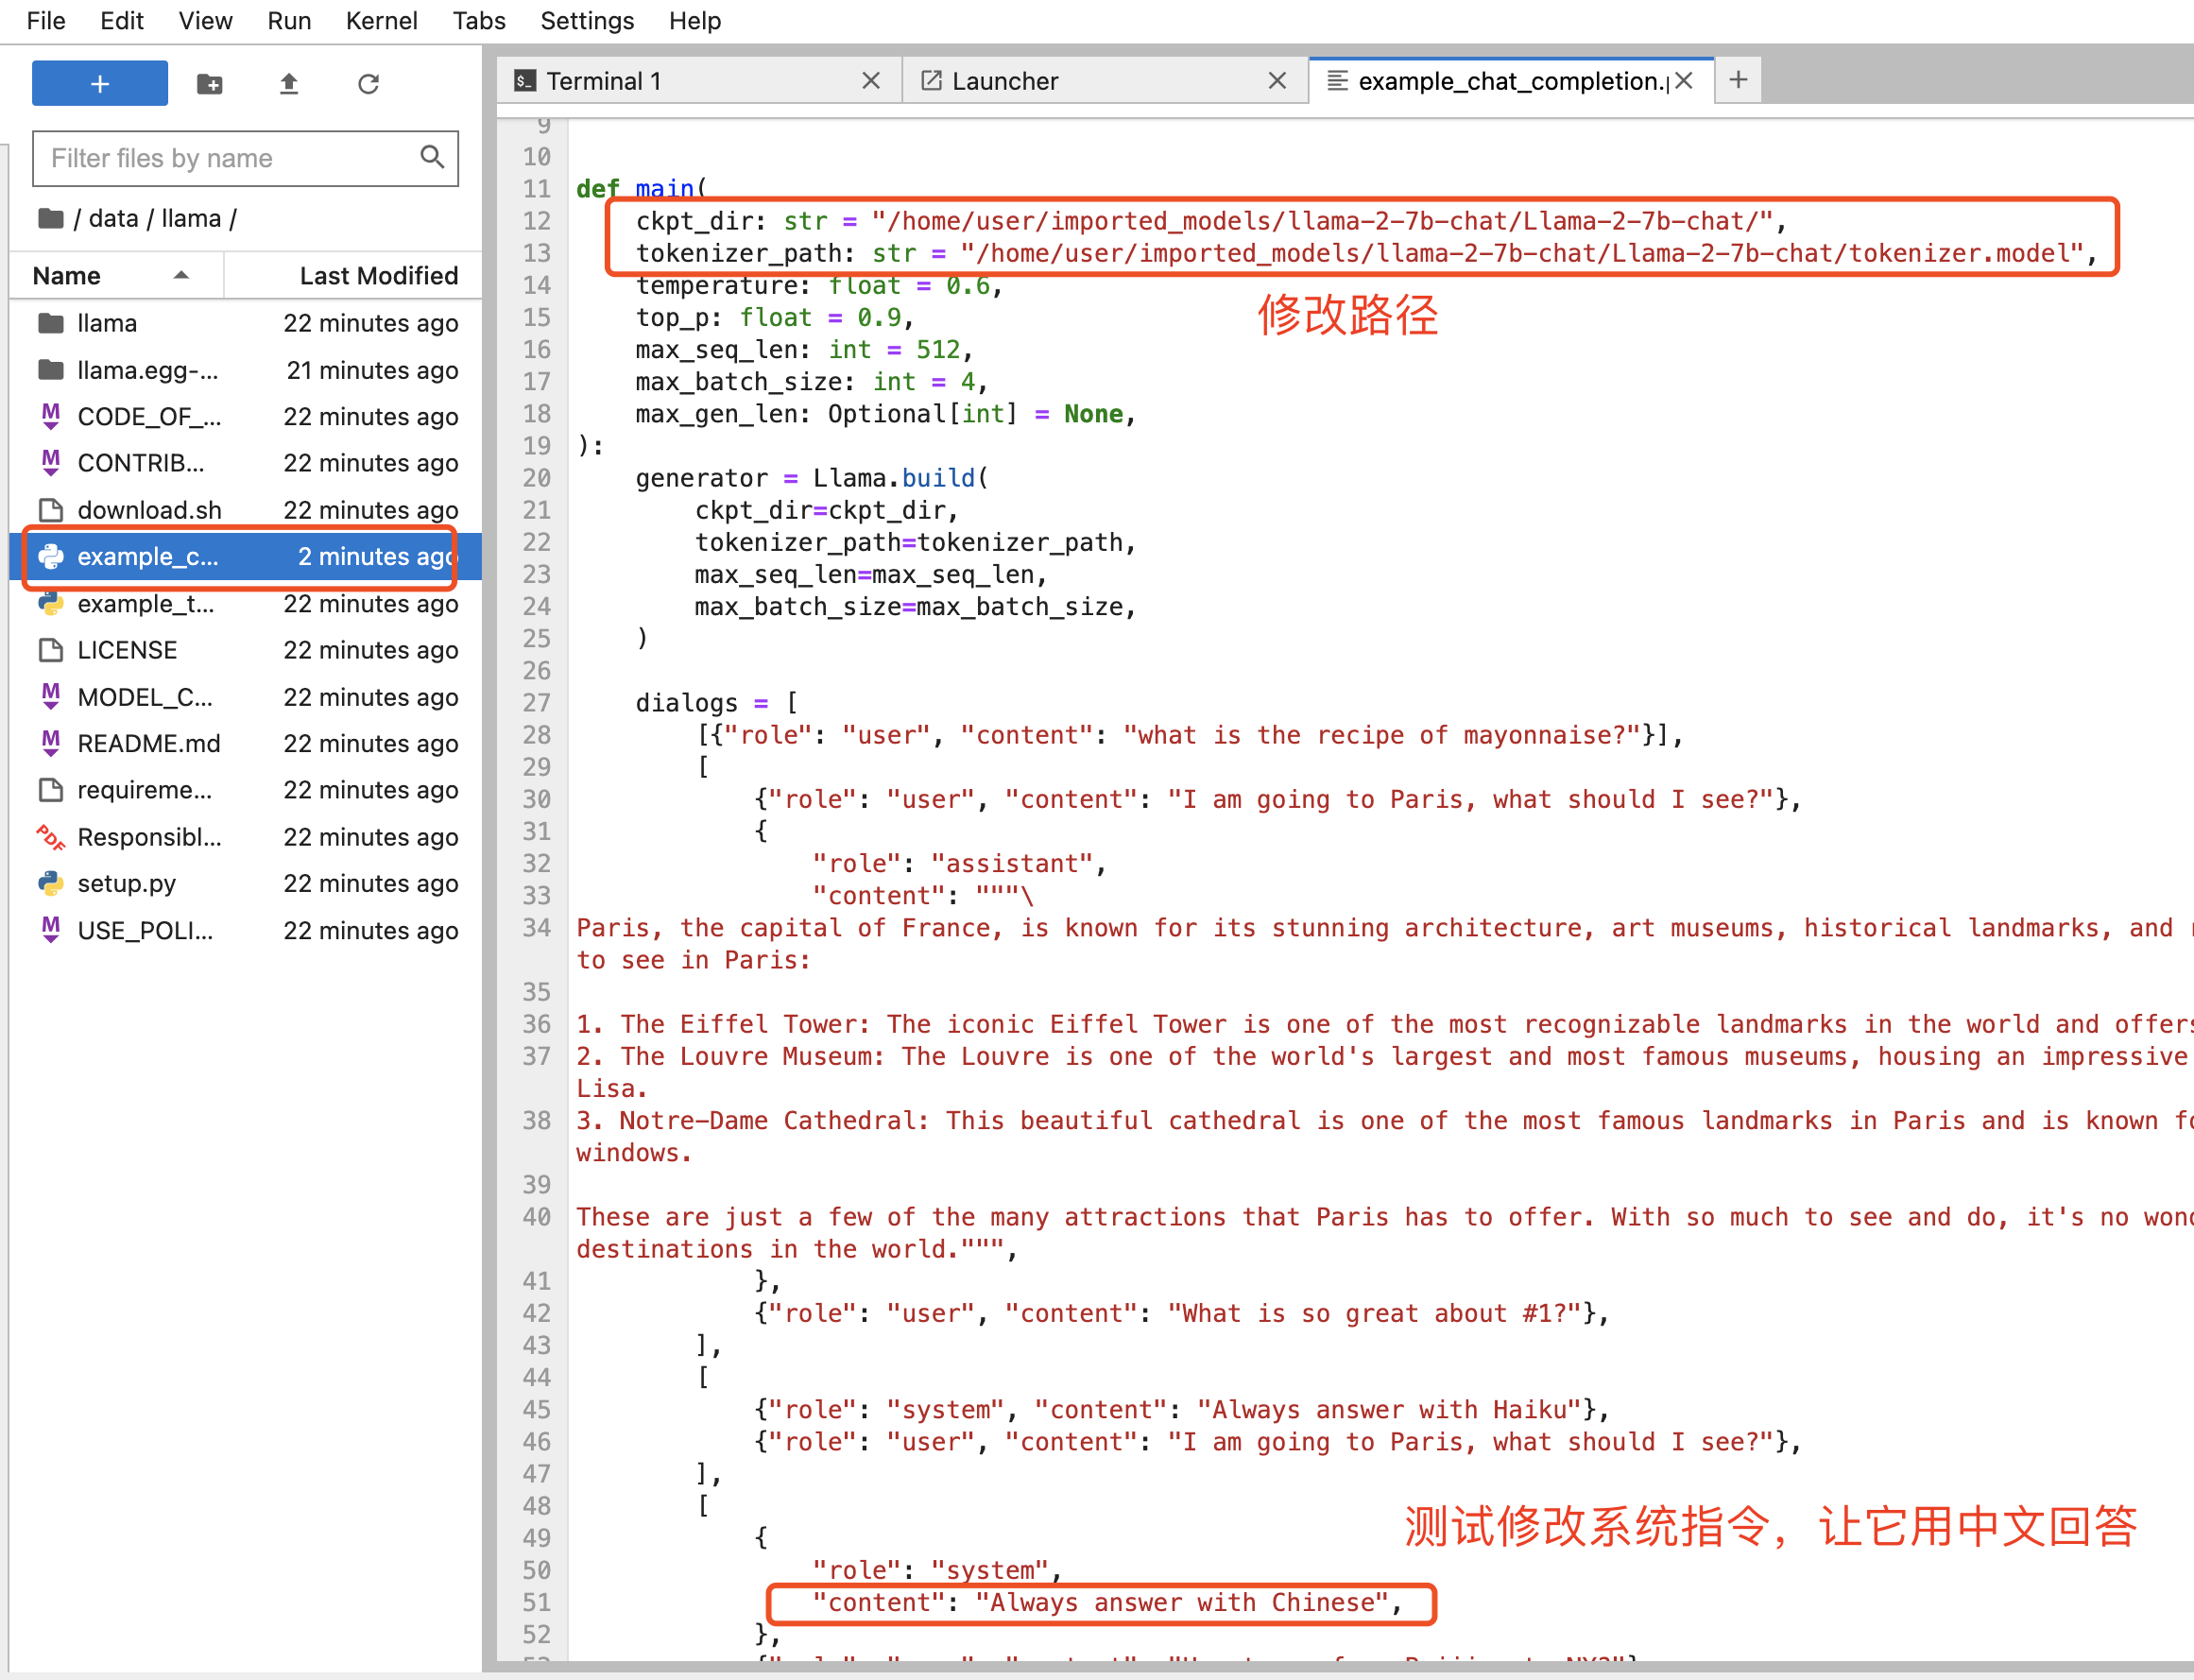 File Edit View Run Kernel Tabs Settings Help
+
Filter files by name
/ data / llama /
Name Last Modified
llama 22 minutes ago
llama.egg-... 21 minutes ago
CODE_OF_... 22 minutes ago
CONTRIB... 22 minutes ago
download.sh 22 minutes ago
example_c... 2 minutes ago
example_t... 22 minutes ago
LICENSE 22 minutes ago
MODEL_C... 22 minutes ago
README.md 22 minutes ago
requireme... 22 minutes ago
Responsibl... 22 minutes ago
setup.py 22 minutes ago
USE_POLI... 22 minutes ago
Terminal 1 Launcher example_chat_completion.p
9
10
11 def main(
12 ckpt_dir: str = "/home/user/imported_models/llama-2-7b-chat/Llama-2-7b-chat/",
13 tokenizer_path: str = "/home/user/imported_models/llama-2-7b-chat/Llama-2-7b-chat/tokenizer.model",
14 temperature: float = 0.6,
修改路径
15 top_p: float = 0.9,
16 max_seq_len: int = 512,
17 max_batch_size: int = 4,
18 max_gen_len: Optional[int] = None,
19 ):
20 generator = Llama.build(
21 ckpt_dir=ckpt_dir,
22 tokenizer_path=tokenizer_path,
23 max_seq_len=max_seq_len,
24 max_batch_size=max_batch_size,
25 )
26
27 dialogs = [
28 [{"role": "user", "content": "what is the recipe of mayonnaise?"}],
29 [
30 {"role": "user", "content": "I am going to Paris, what should I see?"},
31 {
32 "role": "assistant",
33 "content": """\
34 Paris, the capital of France, is known for its stunning architecture, art museums, historical landmarks, and
to see in Paris:
35
36 1. The Eiffel Tower: The iconic Eiffel Tower is one of the most recognizable landmarks in the world and offers
37 2. The Louvre Museum: The Louvre is one of the world's largest and most famous museums, housing an impressive
Lisa.
38 3. Notre-Dame Cathedral: This beautiful cathedral is one of the most famous landmarks in Paris and is known fo
windows.
39
40 These are just a few of the many attractions that Paris has to offer. With so much to see and do, it's no won
destinations in the world.""",
41 },
42 {"role": "user", "content": "What is so great about #1?"},
43 ],
44 [
45 {"role": "system", "content": "Always answer with Haiku"},
46 {"role": "user", "content": "I am going to Paris, what should I see?"},
47 ],
48 [
测试修改系统指令，让它用中文回答
49 {
50 "role": "system",
51 "content": "Always answer with Chinese",
52 },